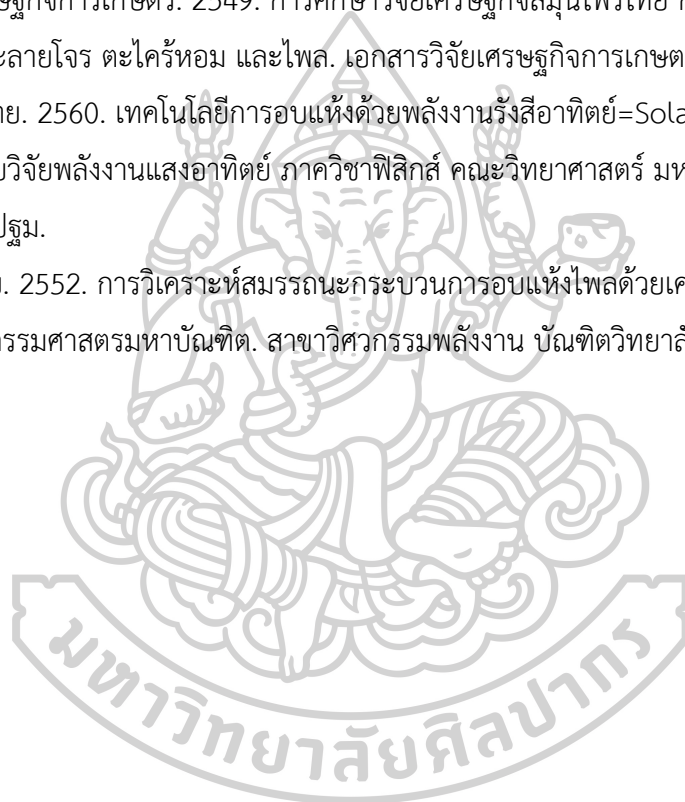 2549. การศึกษาวิจัยเศรษฐกิจสมุนไพรไทย
ะลายโจร ตะไคร้หอม และไพล. เอกสารวิจัยเศรษฐกิจการเกษต
าย. 2560. เทคโนโลยีการอบแห้งด้วยพลังงานรังสีอาทิตย์=Sola
ยวิจัยพลังงานแสงอาทิตย์ ภาควิชาฟิสิกส์ คณะวิทยาศาสตร์ มห
ปฐม.
2552. การวิเคราะห์สมรรถนะกระบวนการอบแห้งไพลด้วยเค
กรรมศาสตรมหาบัณฑิต. สาขาวิศวกรรมพลังงาน บัณฑิตวิทยาลั
มหาวิทยาลัยศิลปากร